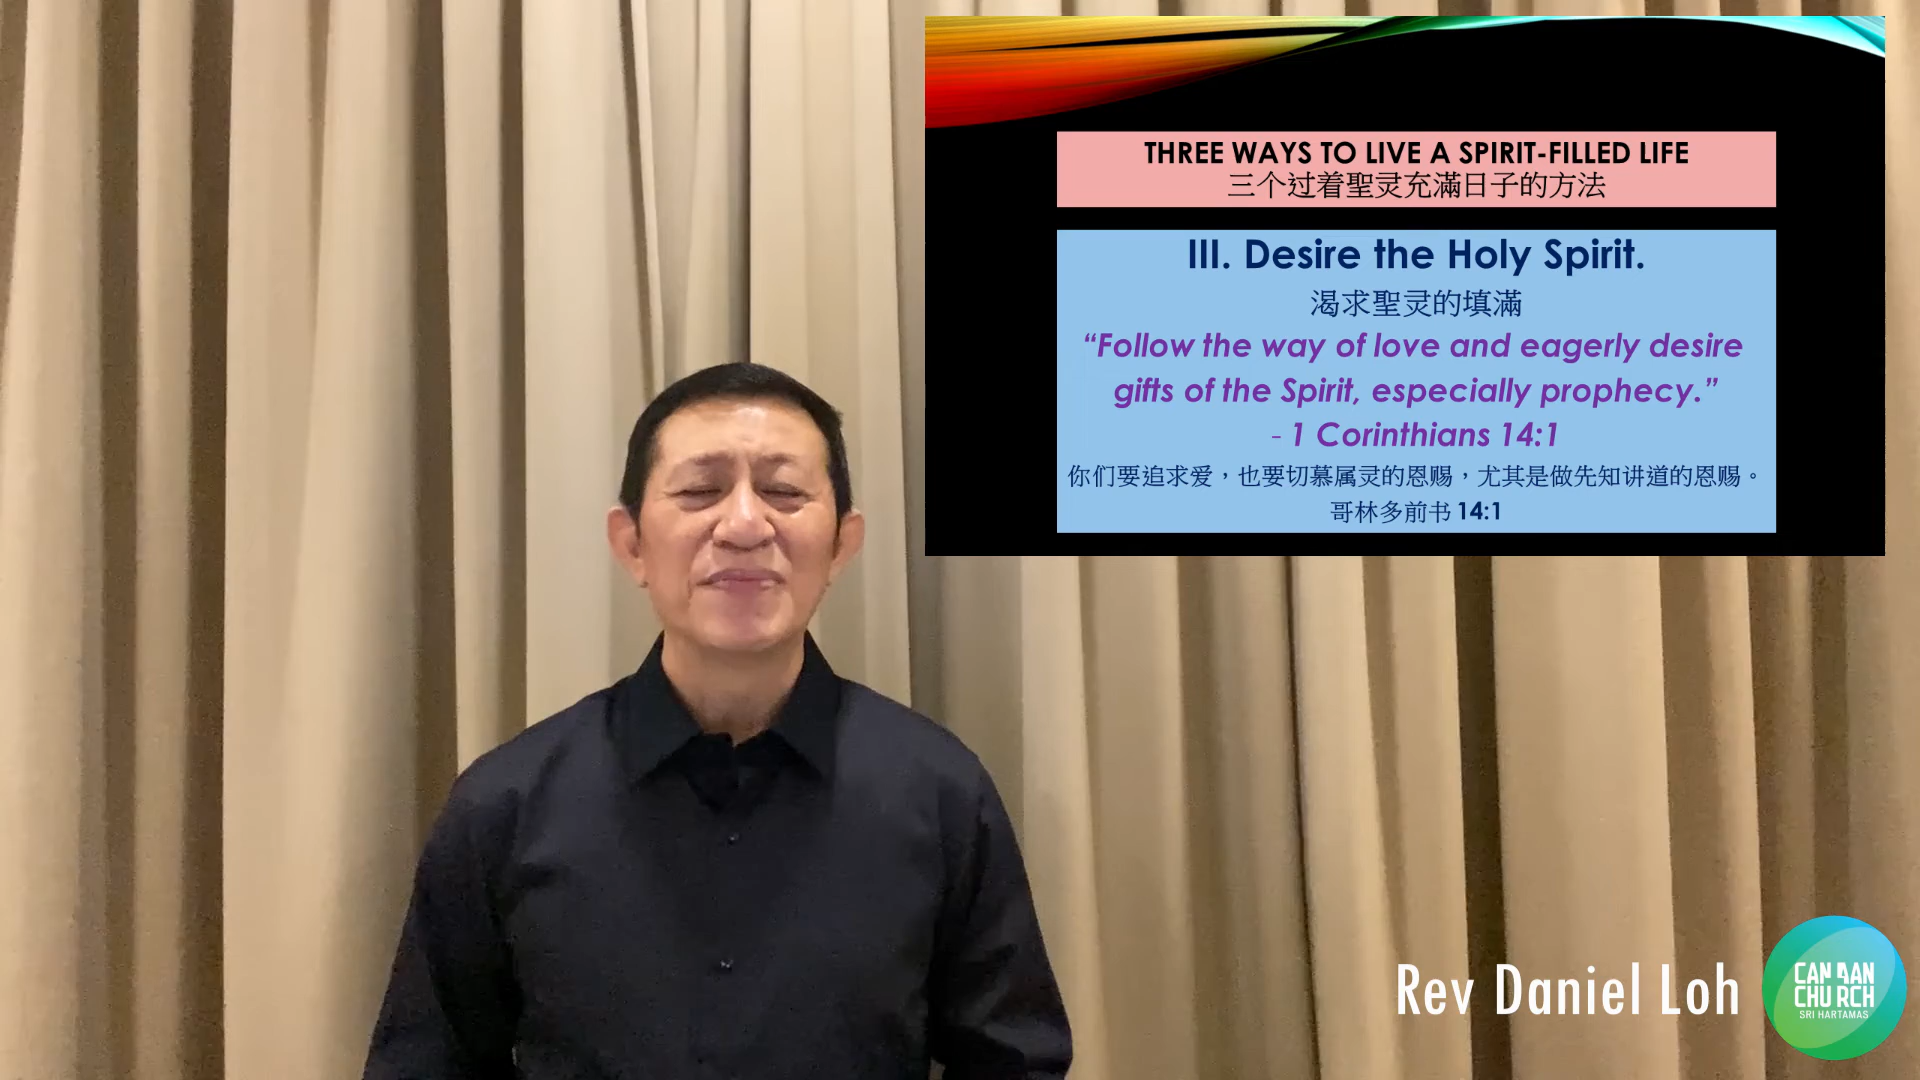 THREE WAYS TO LIVE A SPIRIT-FILLED LIFE
三个过着聖灵充滿日子的方法
III. Desire the Holy Spirit.
渴求聖灵的填滿
“Follow the way of love and eagerly desire
gifts of the Spirit, especially prophecy.”
- 1 Corinthians 14:1
你们要追求爱，也要切慕属灵的恩赐，尤其是做先知讲道的恩赐。
哥林多前书 14:1
Rev Daniel Loh
CANAAN
CHURCH
SRI HARTAMAS